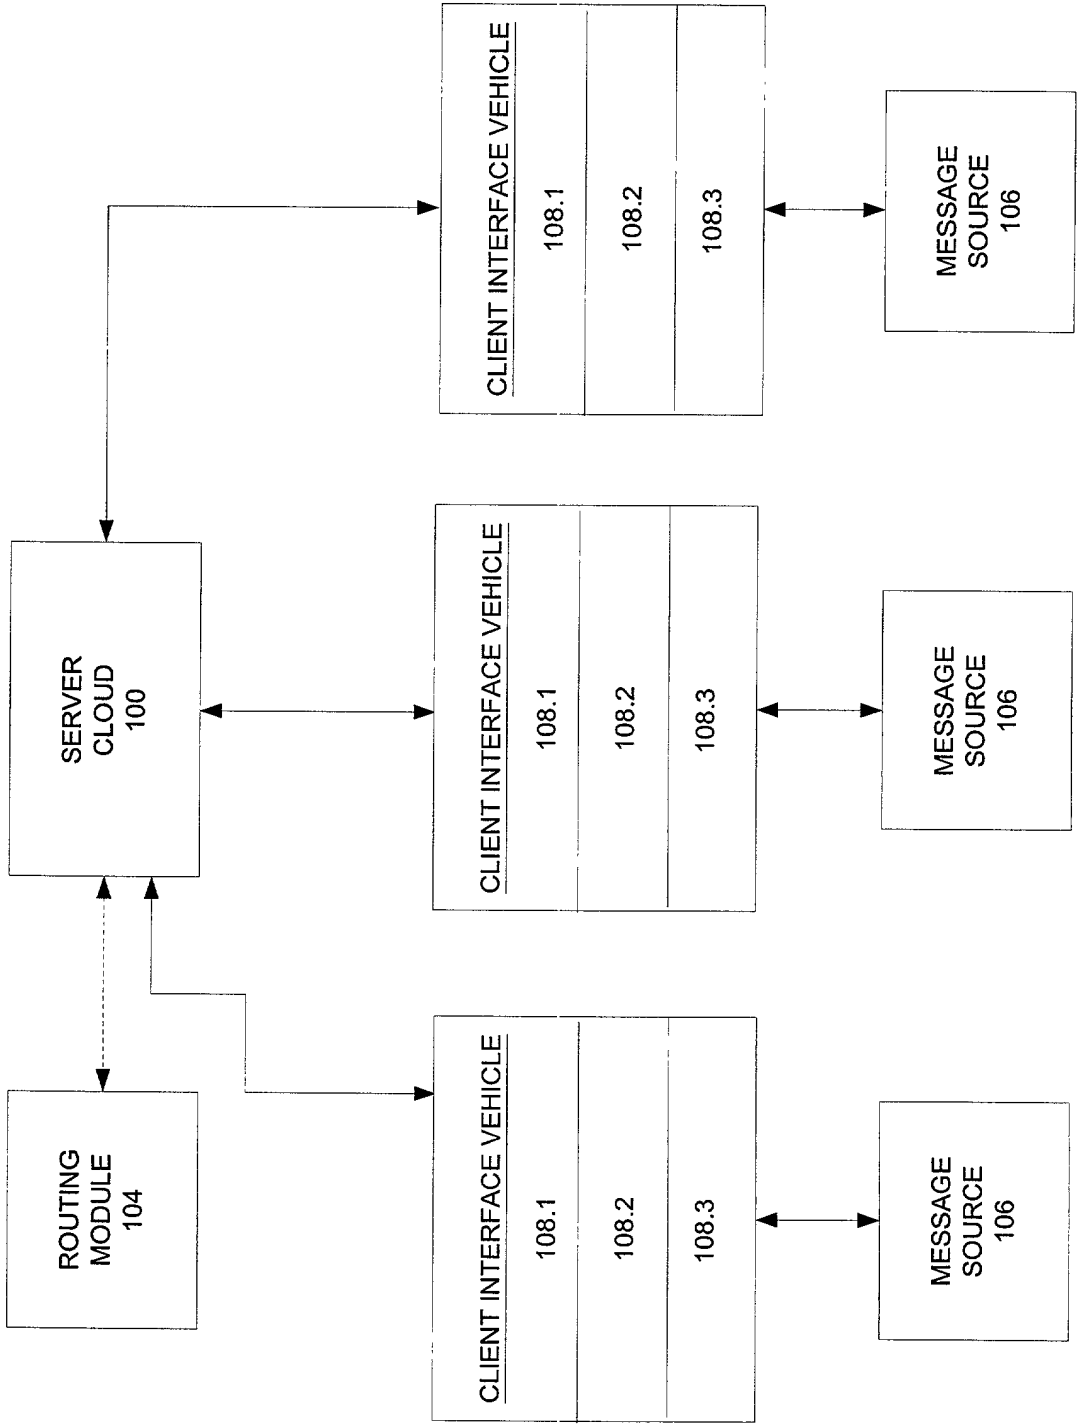 ROUTING
MODULE
104
SERVER
CLOUD
100
CLIENT INTERFACE VEHICLE
108.1
108.2
108.3
CLIENT INTERFACE VEHICLE
108.1
108.2
108.3
CLIENT INTERFACE VEHICLE
108.1
108.2
108.3
MESSAGE
SOURCE
106
MESSAGE
SOURCE
106
MESSAGE
SOURCE
106